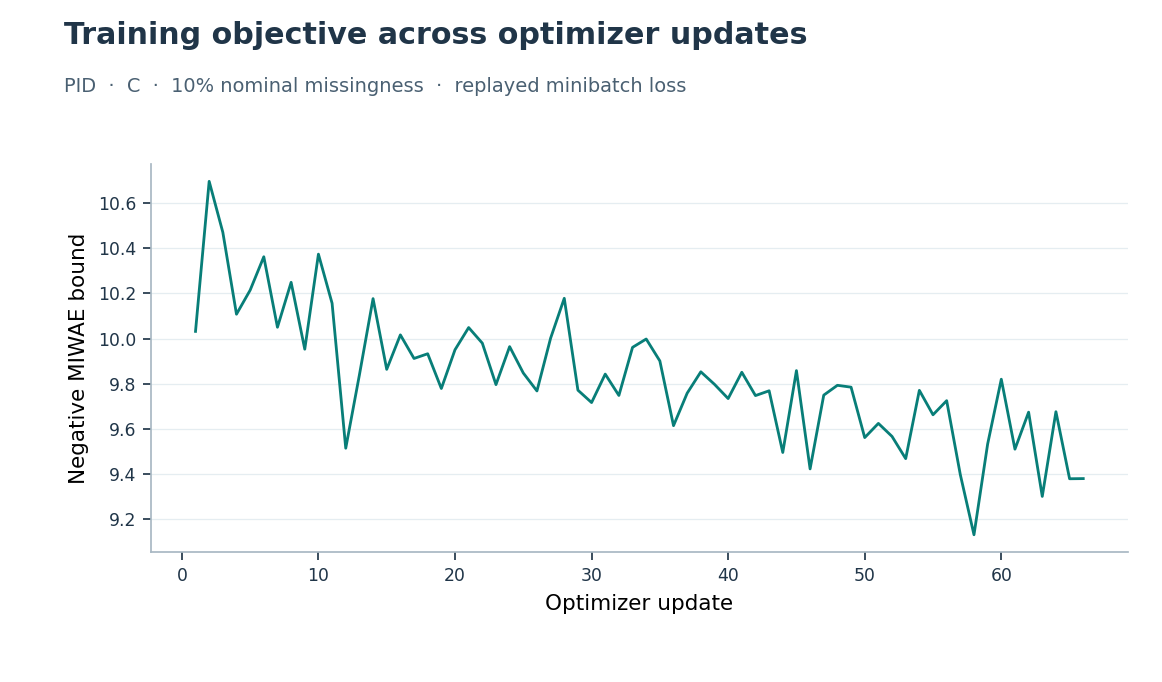 Training objective across optimizer updates
PID · C · 10% nominal missingness · replayed minibatch loss
Negative MIWAE bound
10.6
10.4
10.2
10.0
9.8
9.6
9.4
9.2
0 10 20 30 40 50 60
Optimizer update